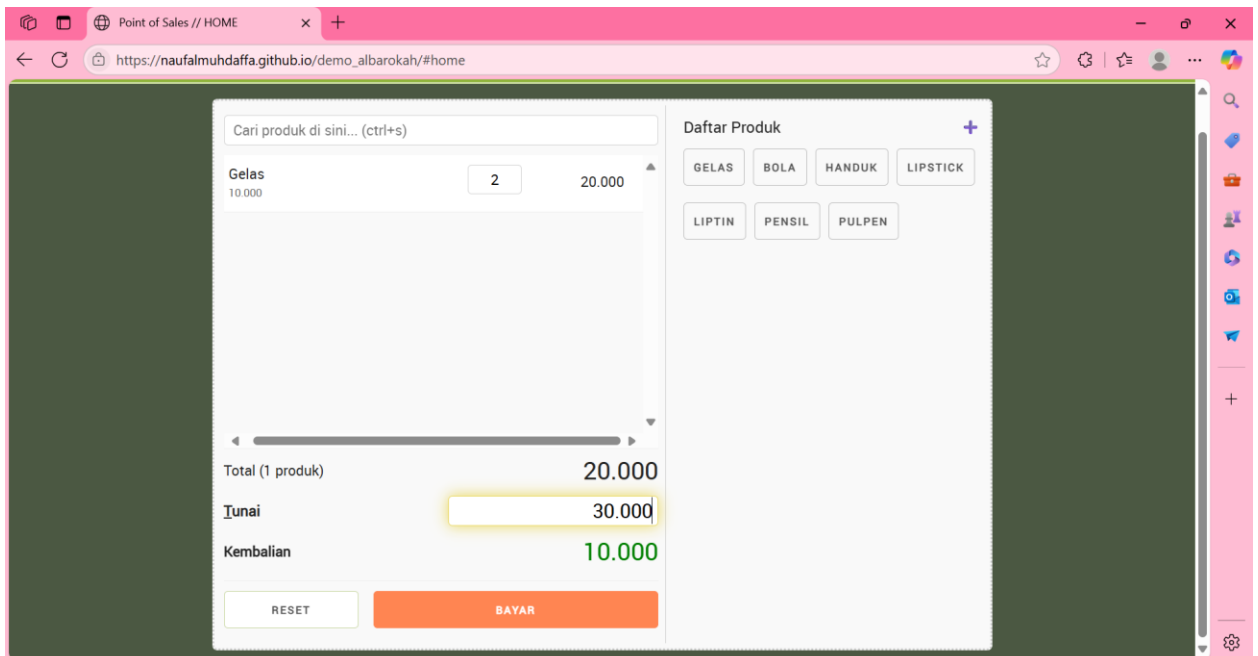 Point of Sales // HOME
https://naufalmuhdaffa.github.io/demo_albarokah/#home
Cari produk di sini... (ctrl+s)
Gelas
10.000
2
20.000
Total (1 produk)
20.000
Tunai
30.000
Kembalian
10.000
RESET
BAYAR
Daftar Produk
GELAS
BOLA
HANDUK
LIPSTICK
LIPTIN
PENSIL
PULPEN